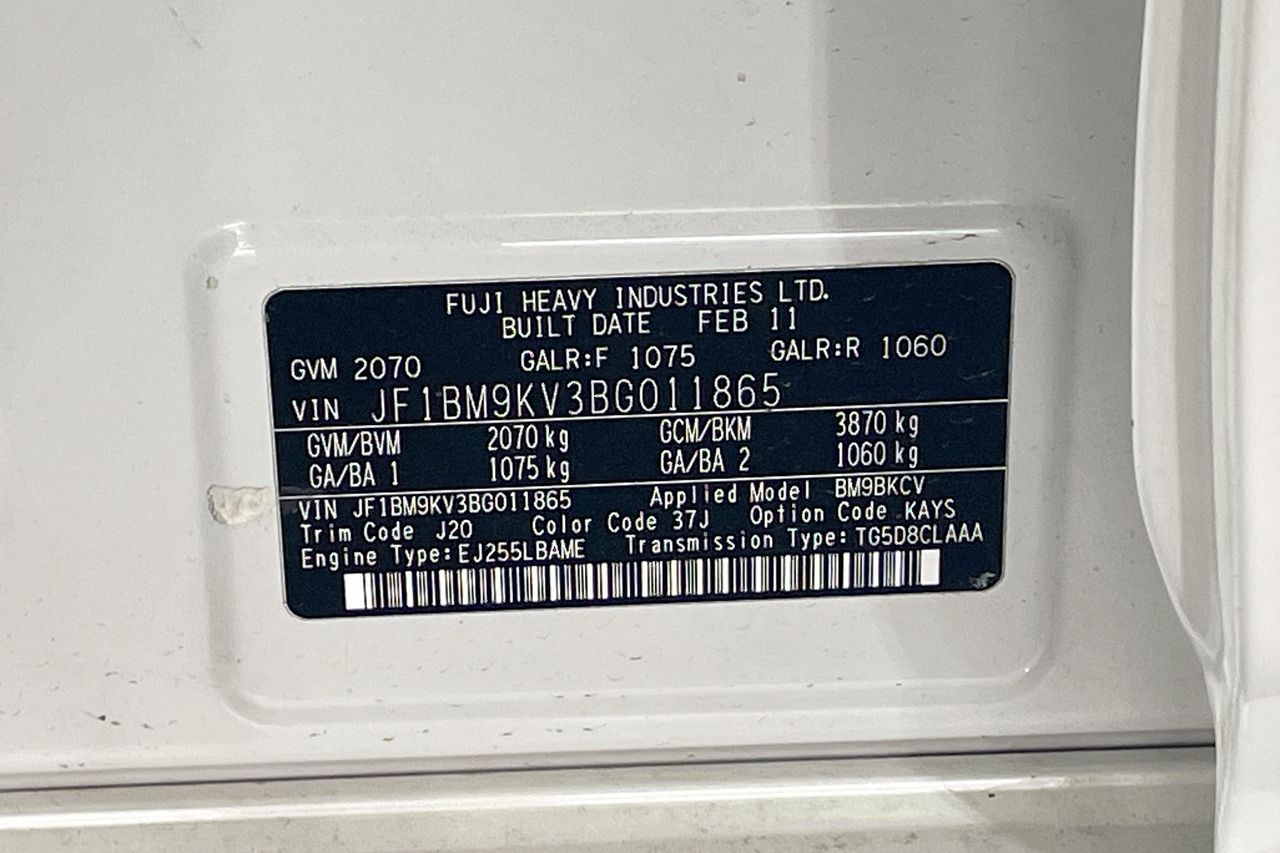 FUJI HEAVY INDUSTRIES LTD.
BUILT DATE FEB 11
GVM 2070 GALR:F 1075 GALR:R 1060
VIN JF1BM9KV3BG011865
GVM/BVM 2070 kg GCM/BKM 3870 kg
GA/BA 1 1075 kg GA/BA 2 1060 kg
VIN JF1BM9KV3BG011865 Applied Model BM9BKCV
Trim Code J20 Color Code 37J Option Code KAYS
Engine Type: EJ255LBAME Transmission Type: TG5D8CLAAA